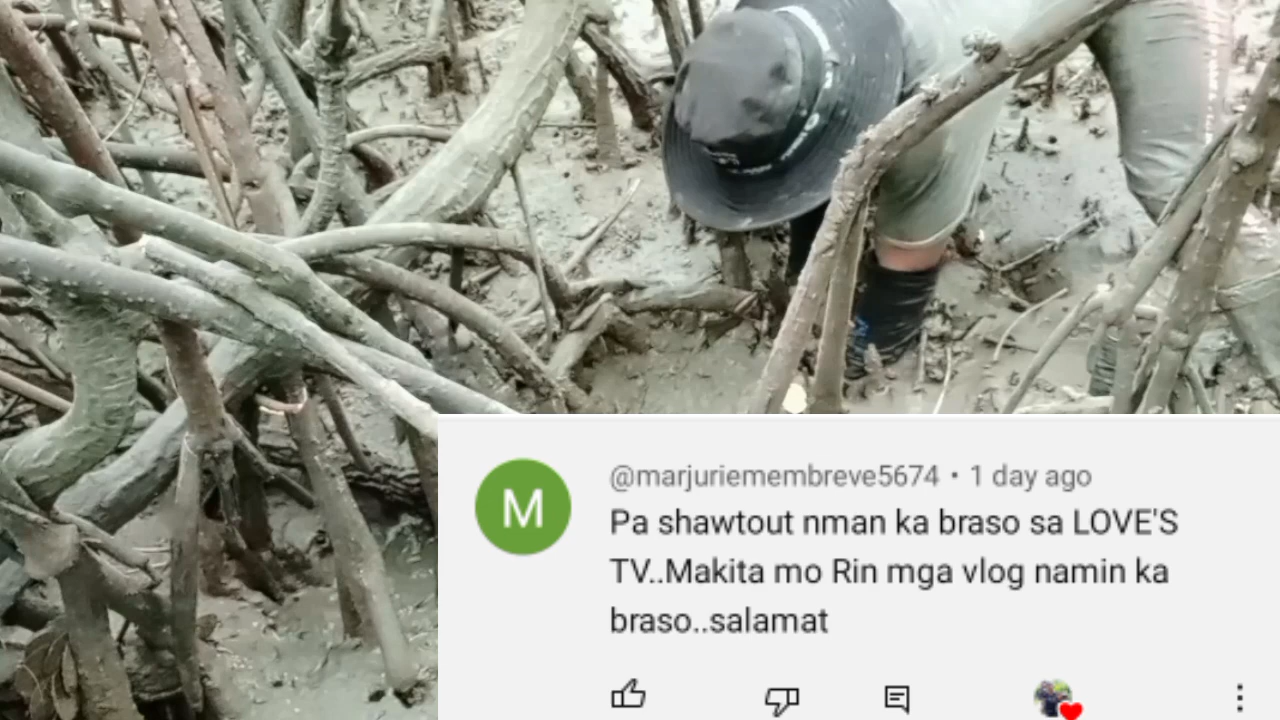 @marjuriemembreve5674 • 1 day ago
Pa shawtout nman ka braso sa LOVE'S
TV..Makita mo Rin mga vlog namin ka
braso..salamat
M